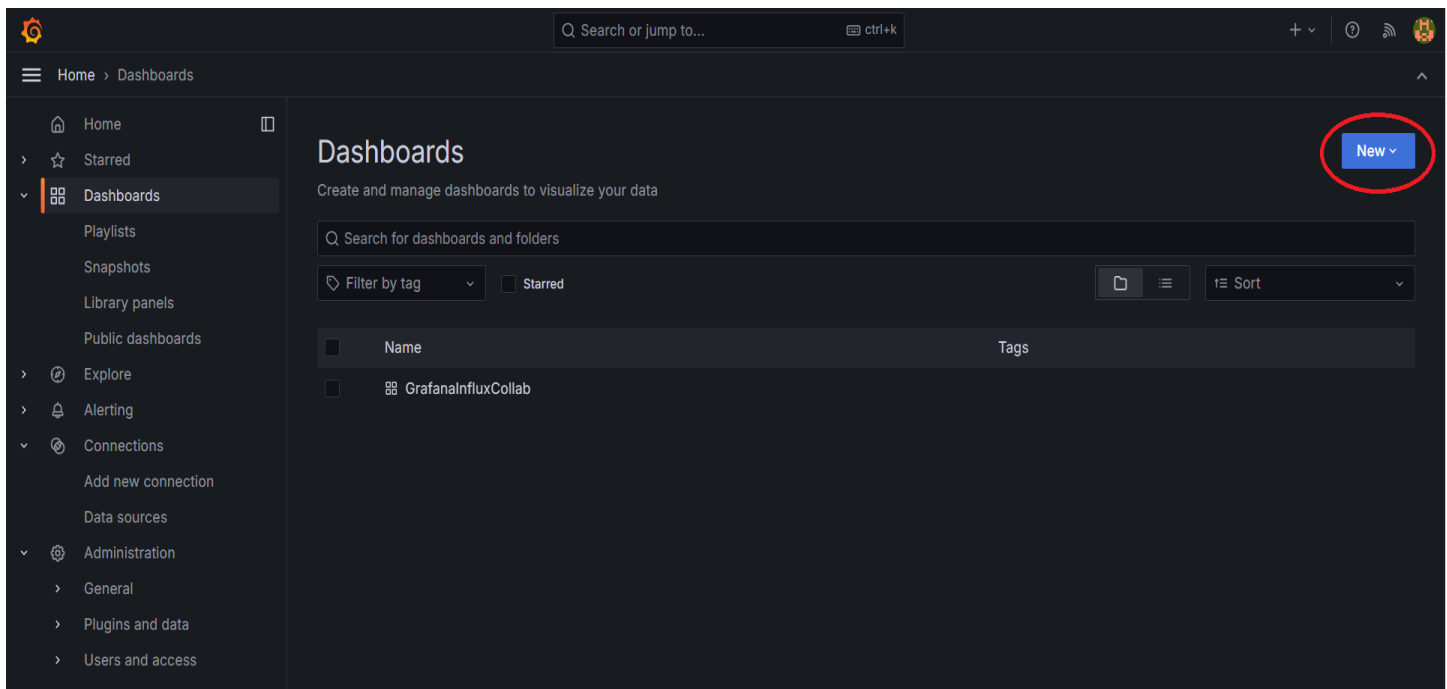 Search or jump to... ctrl+k
Home › Dashboards
Home
Starred
Dashboards
Playlists
Snapshots
Library panels
Public dashboards
Explore
Alerting
Connections
Add new connection
Data sources
Administration
General
Plugins and data
Users and access
Dashboards
New
Create and manage dashboards to visualize your data
Search for dashboards and folders
Filter by tag Starred Sort
Name Tags
GrafanaInfluxCollab